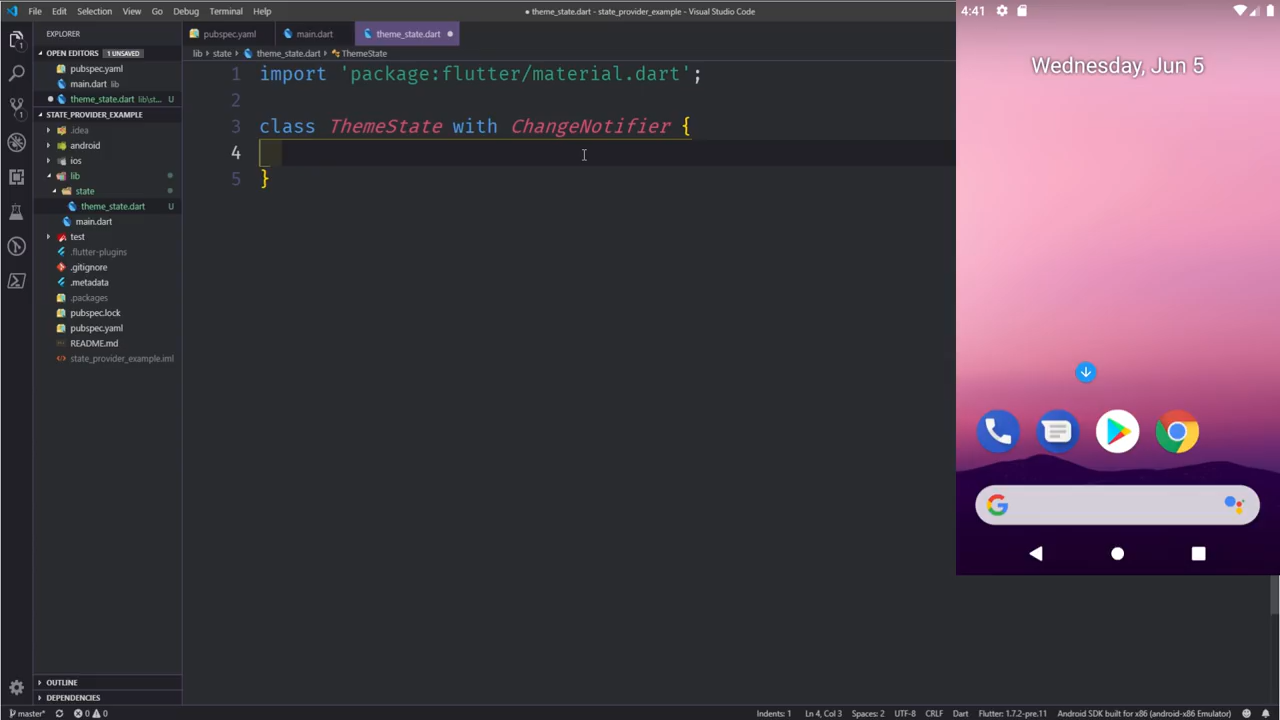 File Edit Selection View Go Debug Terminal Help
● theme_state.dart - state_provider_example - Visual Studio Code
EXPLORER
OPEN EDITORS 1 UNSAVED
pubspec.yaml
main.dart lib
theme_state.dart lib\st... U
STATE_PROVIDER_EXAMPLE
.idea
android
ios
lib
state
theme_state.dart U
main.dart
test
.flutter-plugins
.gitignore
.metadata
.packages
pubspec.lock
pubspec.yaml
README.md
state_provider_example.iml
OUTLINE
DEPENDENCIES
pubspec.yaml main.dart theme_state.dart
lib state theme_state.dart ThemeState
1 import 'package:flutter/material.dart';
2
3 class ThemeState with ChangeNotifier {
4
5 }
4:41
Wednesday, Jun 5
master* 0 0 Indents: 1 Ln 4, Col 3 Spaces: 2 UTF-8 CRLF Dart Flutter: 1.7.2-pre.11 Android SDK built for x86 (android-x86 Emulator)